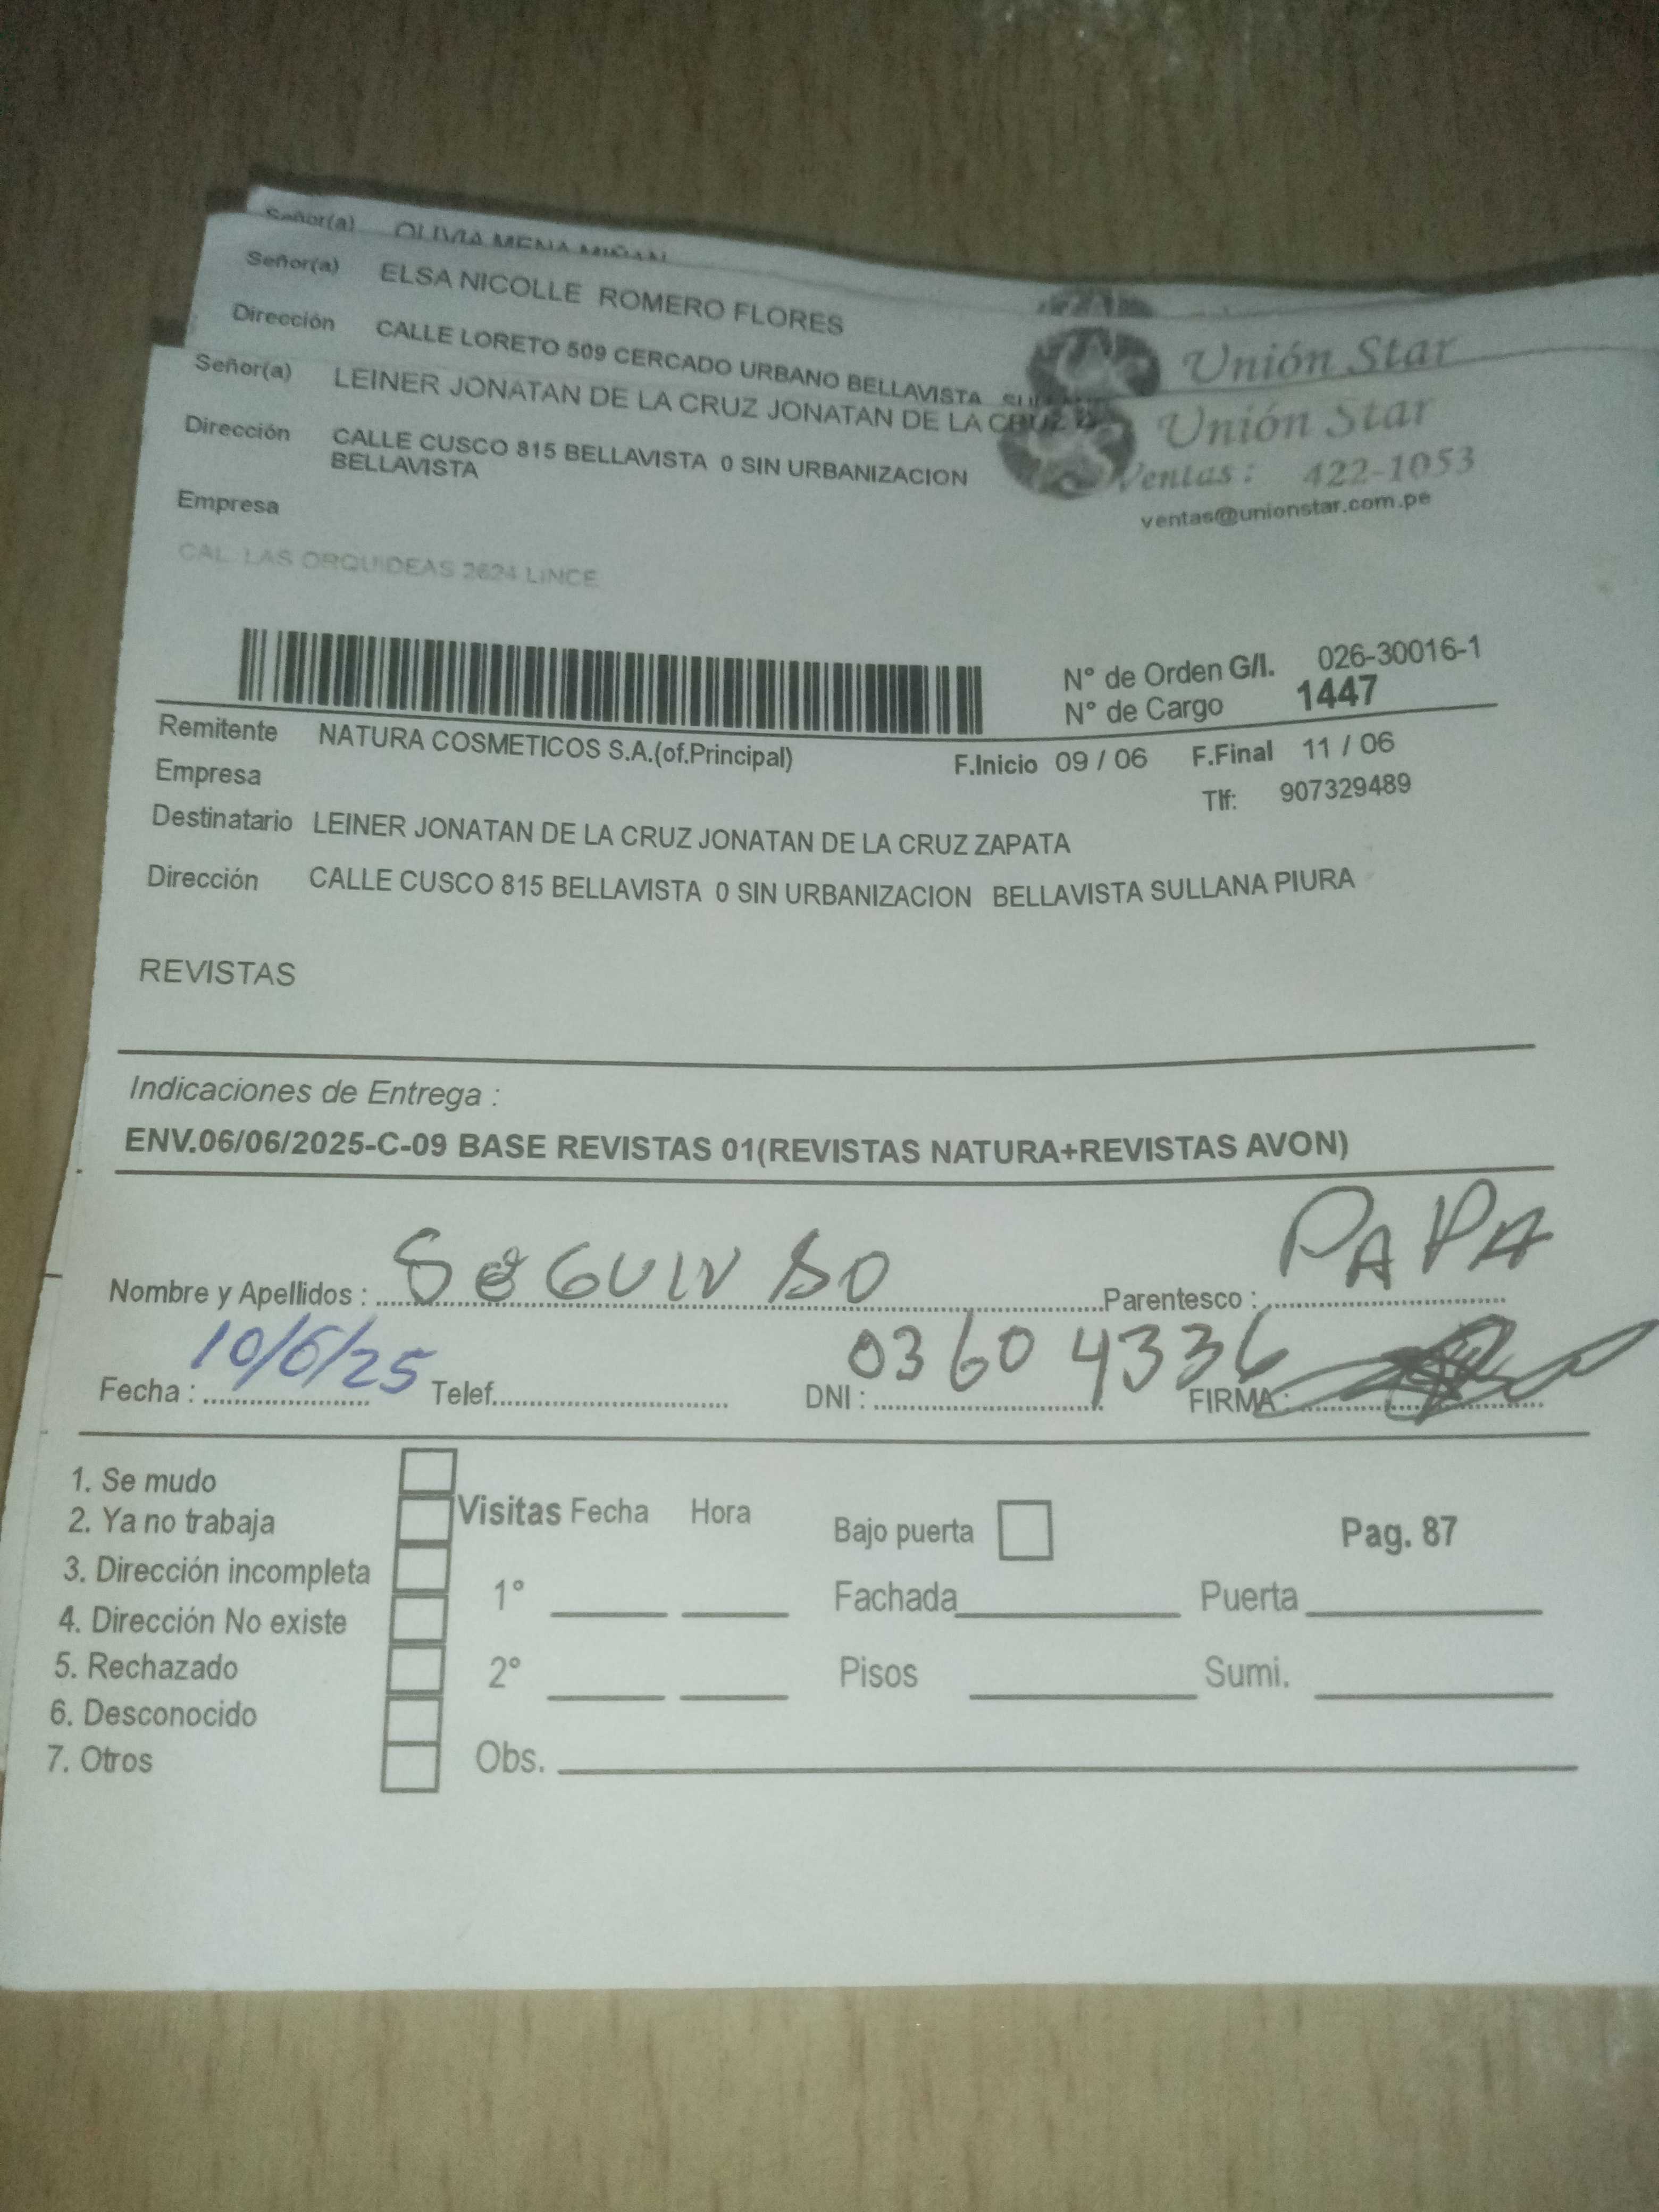 Señor(a) OLIVIA MENA MIÑAN
Señor(a) ELSA NICOLLE ROMERO FLORES
Dirección CALLE LORETO 509 CERCADO URBANO BELLAVISTA
Unión Star
Señor(a) LEINER JONATAN DE LA CRUZ JONATAN DE LA CRUZ
Unión Star
Dirección CALLE CUSCO 815 BELLAVISTA 0 SIN URBANIZACION
BELLAVISTA
Ventas: 422-1053
ventas@unionstar.com.pe
Empresa
CAL. LAS ORQUIDEAS 2624 LINCE
N° de Orden G/I. 026-30016-1
N° de Cargo 1447
Remitente NATURA COSMETICOS S.A.(of.Principal)
F.Inicio 09 / 06 F.Final 11 / 06
Empresa
Tlf: 907329489
Destinatario LEINER JONATAN DE LA CRUZ JONATAN DE LA CRUZ ZAPATA
Dirección CALLE CUSCO 815 BELLAVISTA 0 SIN URBANIZACION BELLAVISTA SULLANA PIURA
REVISTAS
Indicaciones de Entrega :
ENV.06/06/2025-C-09 BASE REVISTAS 01(REVISTAS NATURA+REVISTAS AVON)
Nombre y Apellidos : Parentesco : PAPA
Fecha : 10/6/25 Telef. DNI : 03604336 FIRMA :
1. Se mudo
2. Ya no trabaja
3. Dirección incompleta
4. Dirección No existe
5. Rechazado
6. Desconocido
7. Otros
Visitas Fecha Hora
1°
2°
Obs.
Bajo puerta
Pag. 87
Fachada Puerta
Pisos Sumi.